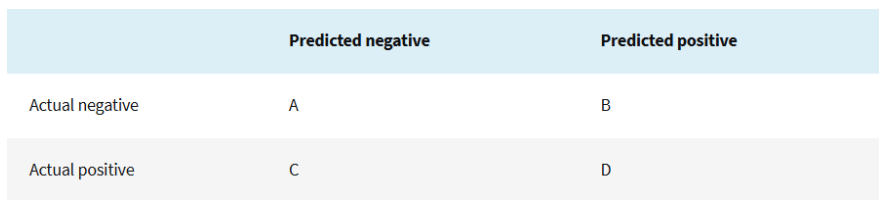 Predicted negative Predicted positive
Actual negative A B
Actual positive C D